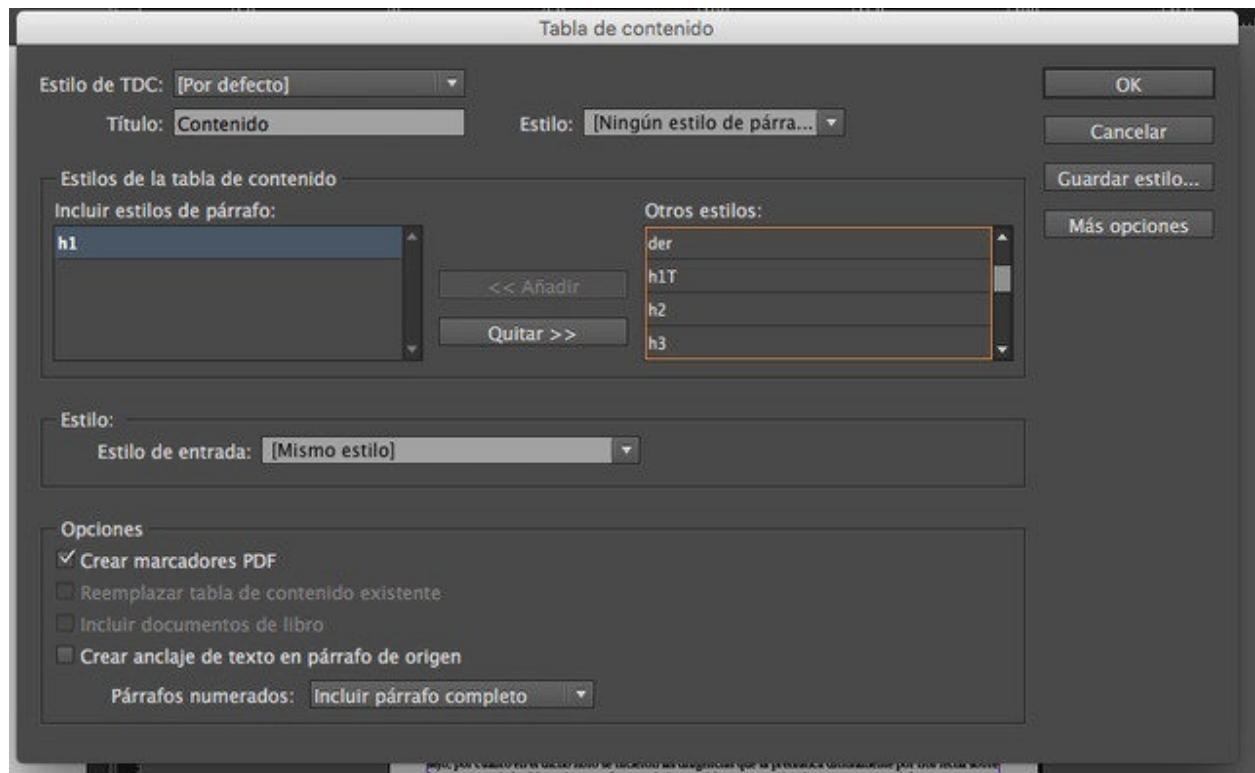 Tabla de contenido
Estilo de TDC: [Por defecto]
Título: Contenido Estilo: [Ningún estilo de párra...
OK
Cancelar
Guardar estilo...
Más opciones
Estilos de la tabla de contenido
Incluir estilos de párrafo:
h1
<< Añadir
Quitar >>
Otros estilos:
der
h1T
h2
h3
Estilo:
Estilo de entrada: [Mismo estilo]
Opciones
Crear marcadores PDF
Reemplazar tabla de contenido existente
Incluir documentos de libro
Crear anclaje de texto en párrafo de origen
Párrafos numerados: Incluir párrafo completo